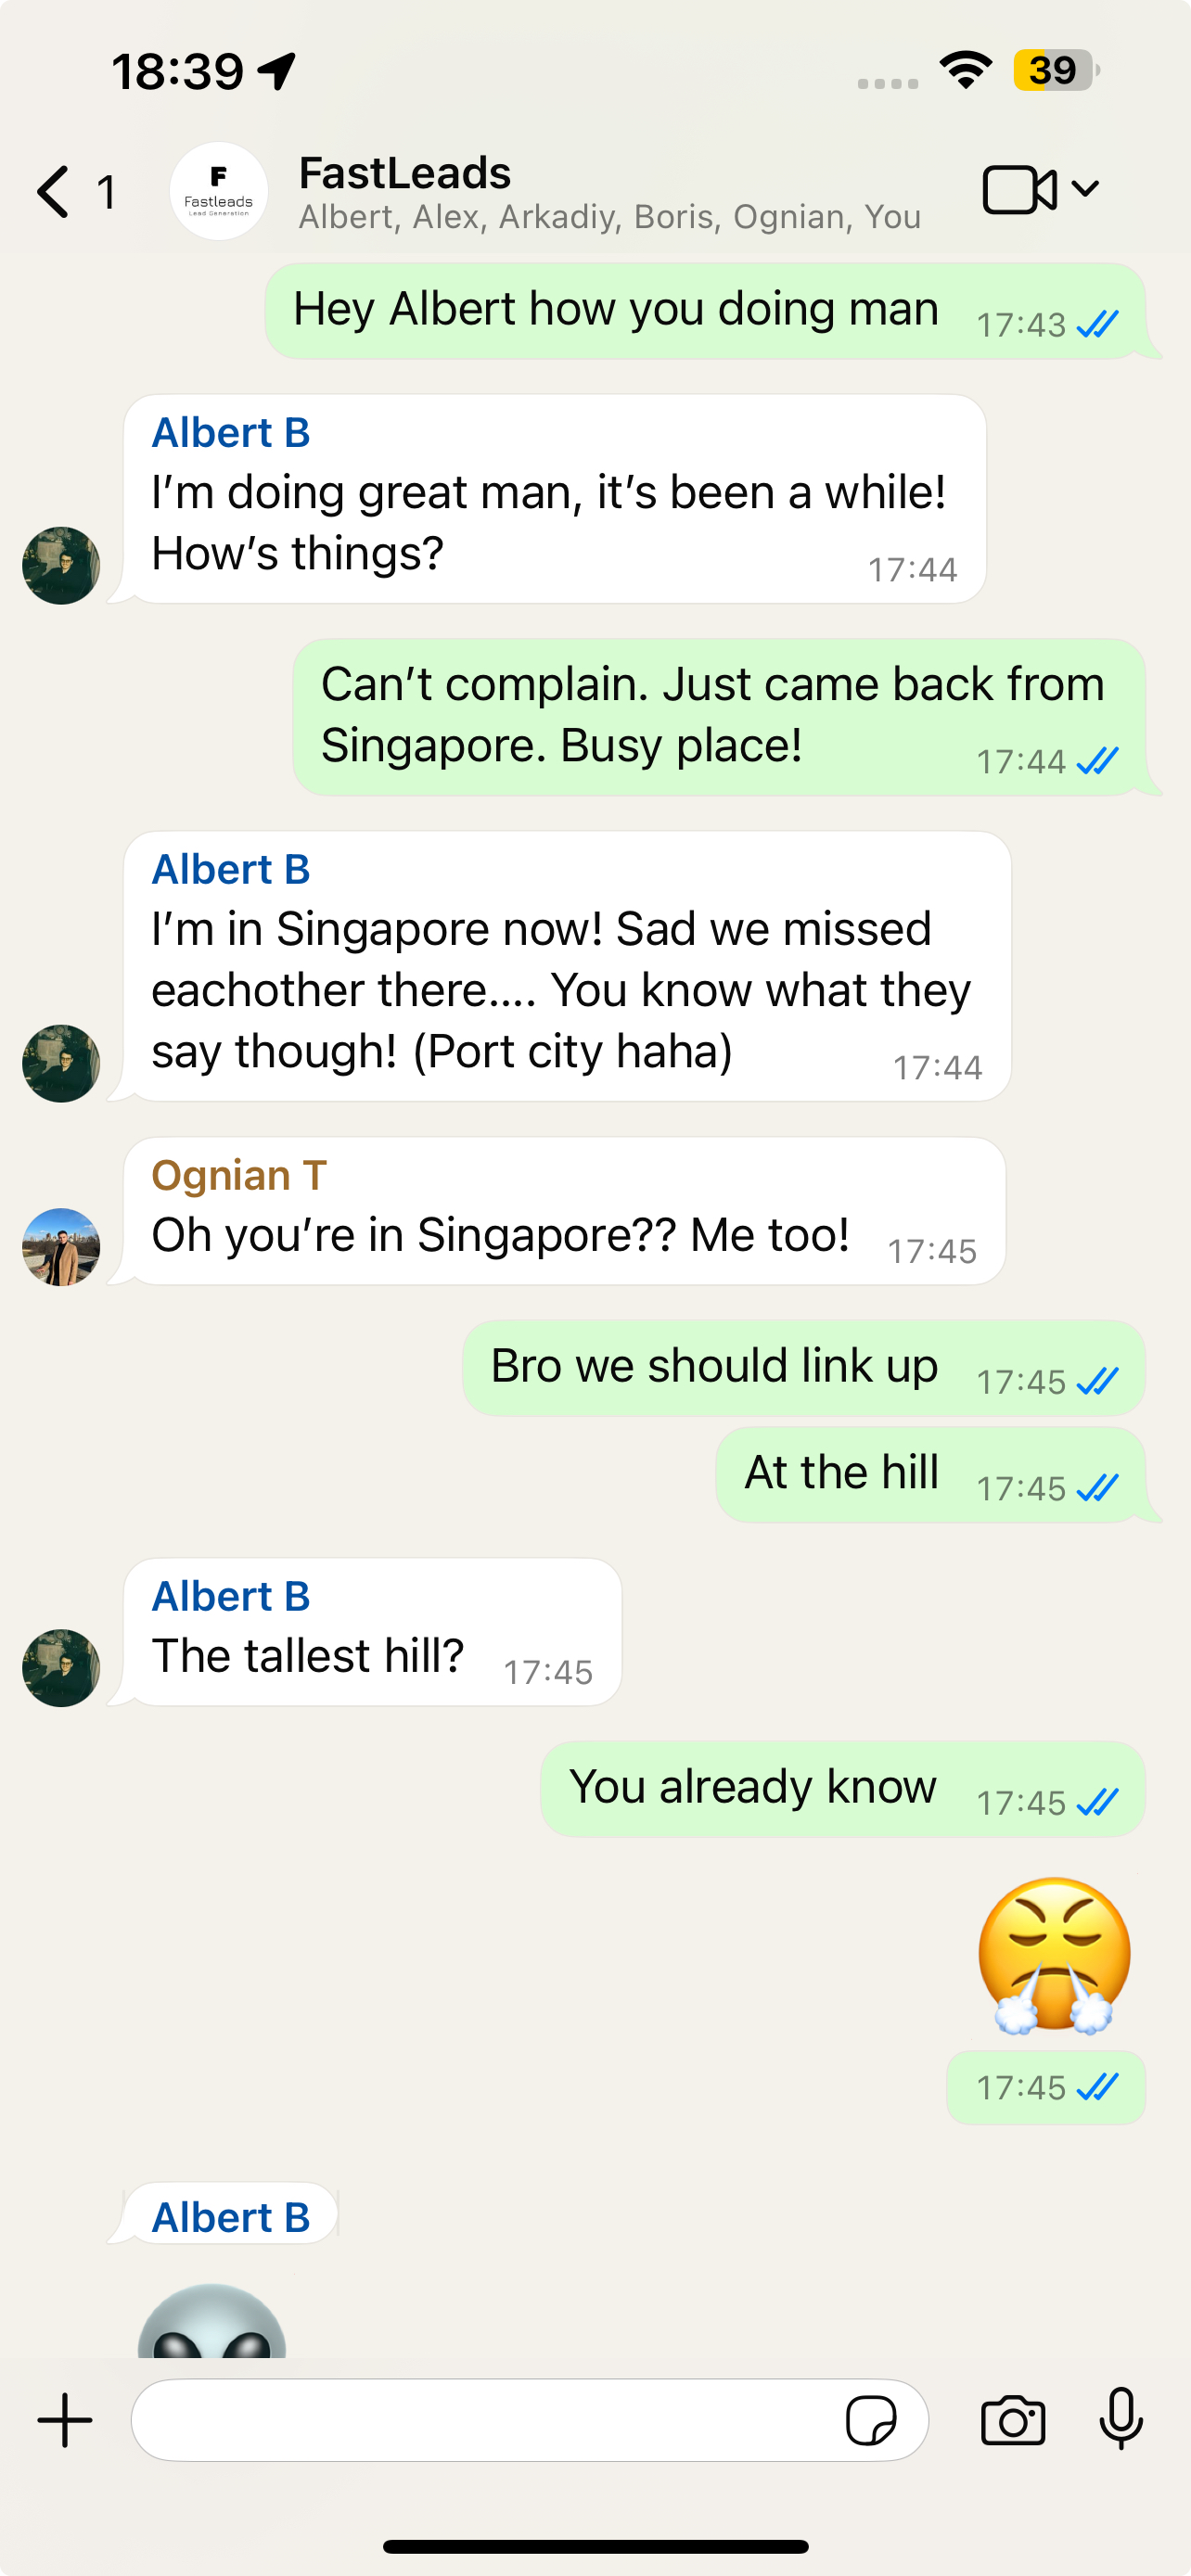 18:39
39
1
F
Fastleads
Lead Generation
FastLeads
Albert, Alex, Arkadiy, Boris, Ognian, You
Hey Albert how you doing man
17:43
Albert B
I'm doing great man, it's been a while!
How's things?
17:44
Can't complain. Just came back from
Singapore. Busy place!
17:44
Albert B
I'm in Singapore now! Sad we missed
eachother there.... You know what they
say though! (Port city haha)
17:44
Ognian T
Oh you're in Singapore?? Me too!
17:45
Bro we should link up
17:45
At the hill
17:45
Albert B
The tallest hill?
17:45
You already know
17:45
17:45
Albert B